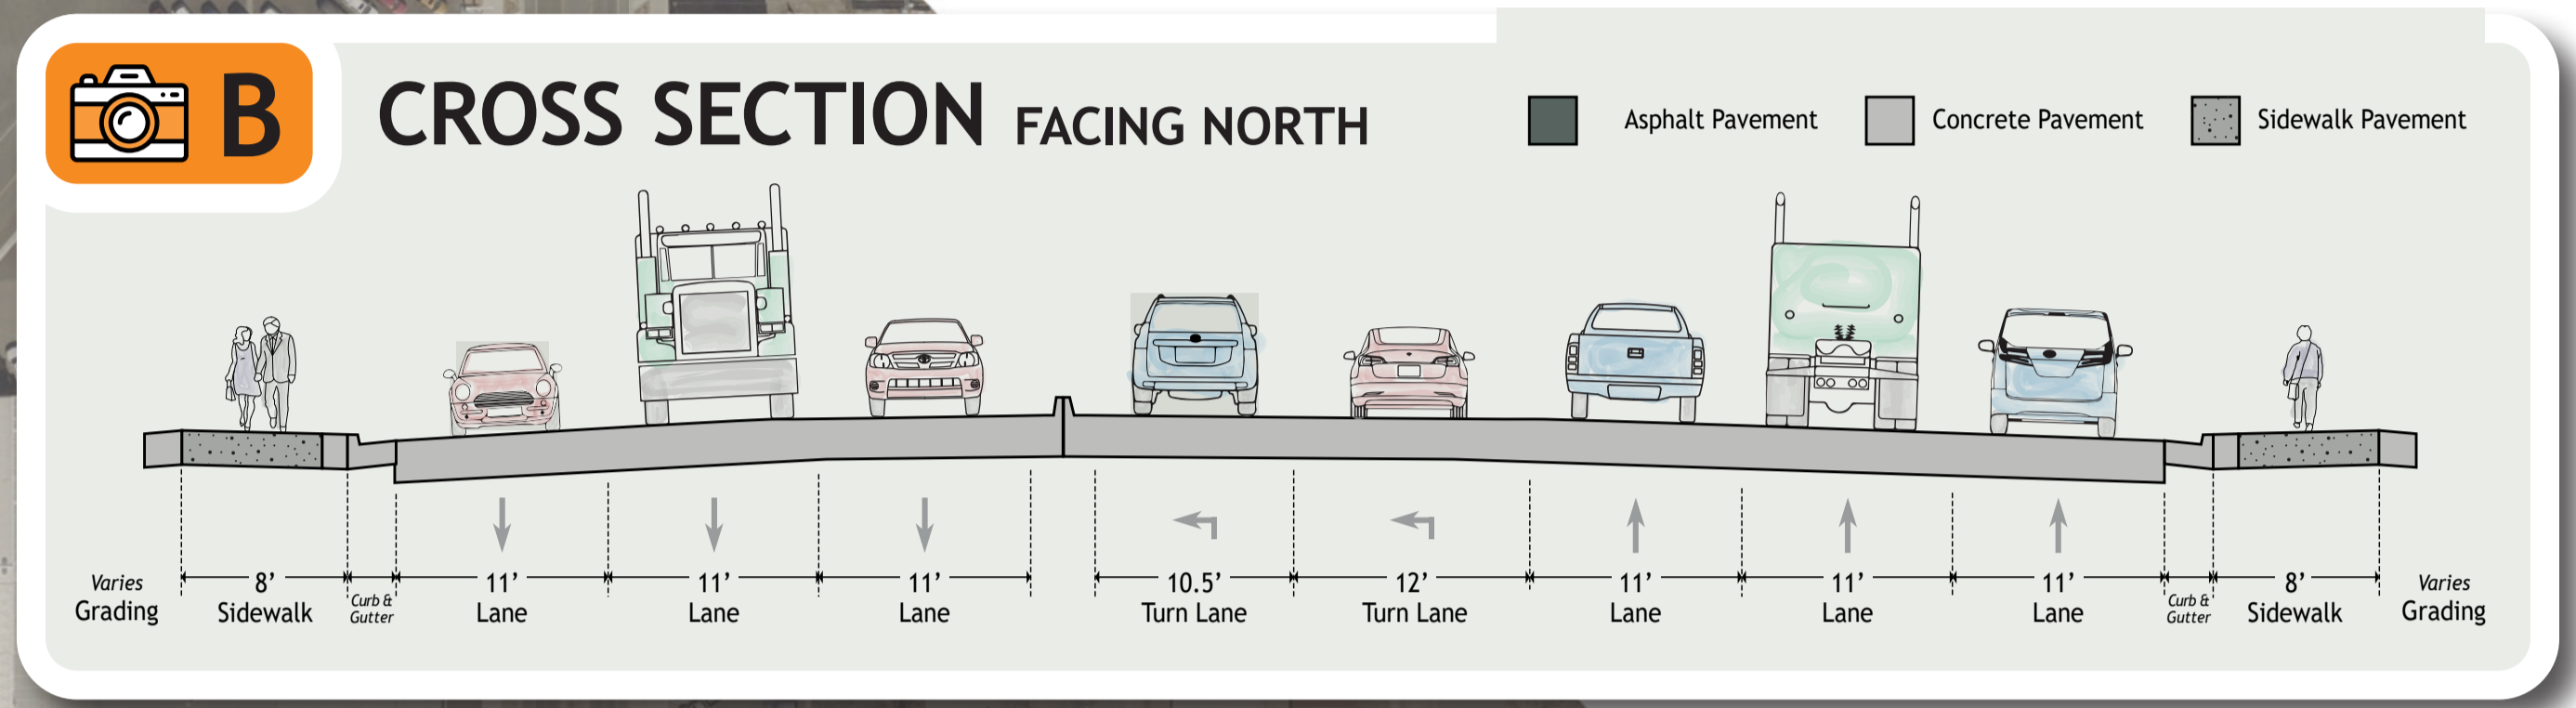 B
CROSS SECTION FACING NORTH
Asphalt Pavement
Concrete Pavement
Sidewalk Pavement
Varies
Grading
8’
Sidewalk
Curb &
Gutter
11’
Lane
11’
Lane
11’
Lane
10.5’
Turn Lane
12’
Turn Lane
11’
Lane
11’
Lane
11’
Lane
Curb &
Gutter
8’
Sidewalk
Varies
Grading